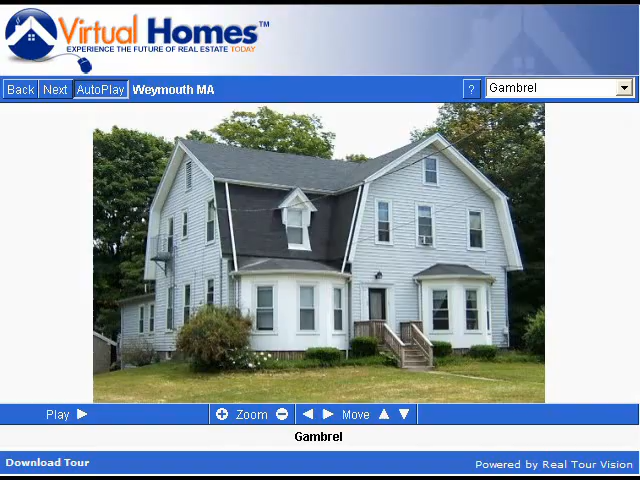 Virtual Homes™
EXPERIENCE THE FUTURE OF REAL ESTATE TODAY
Back Next AutoPlay Weymouth MA ? Gambrel
Play Zoom Move
Gambrel
Download Tour Powered by Real Tour Vision